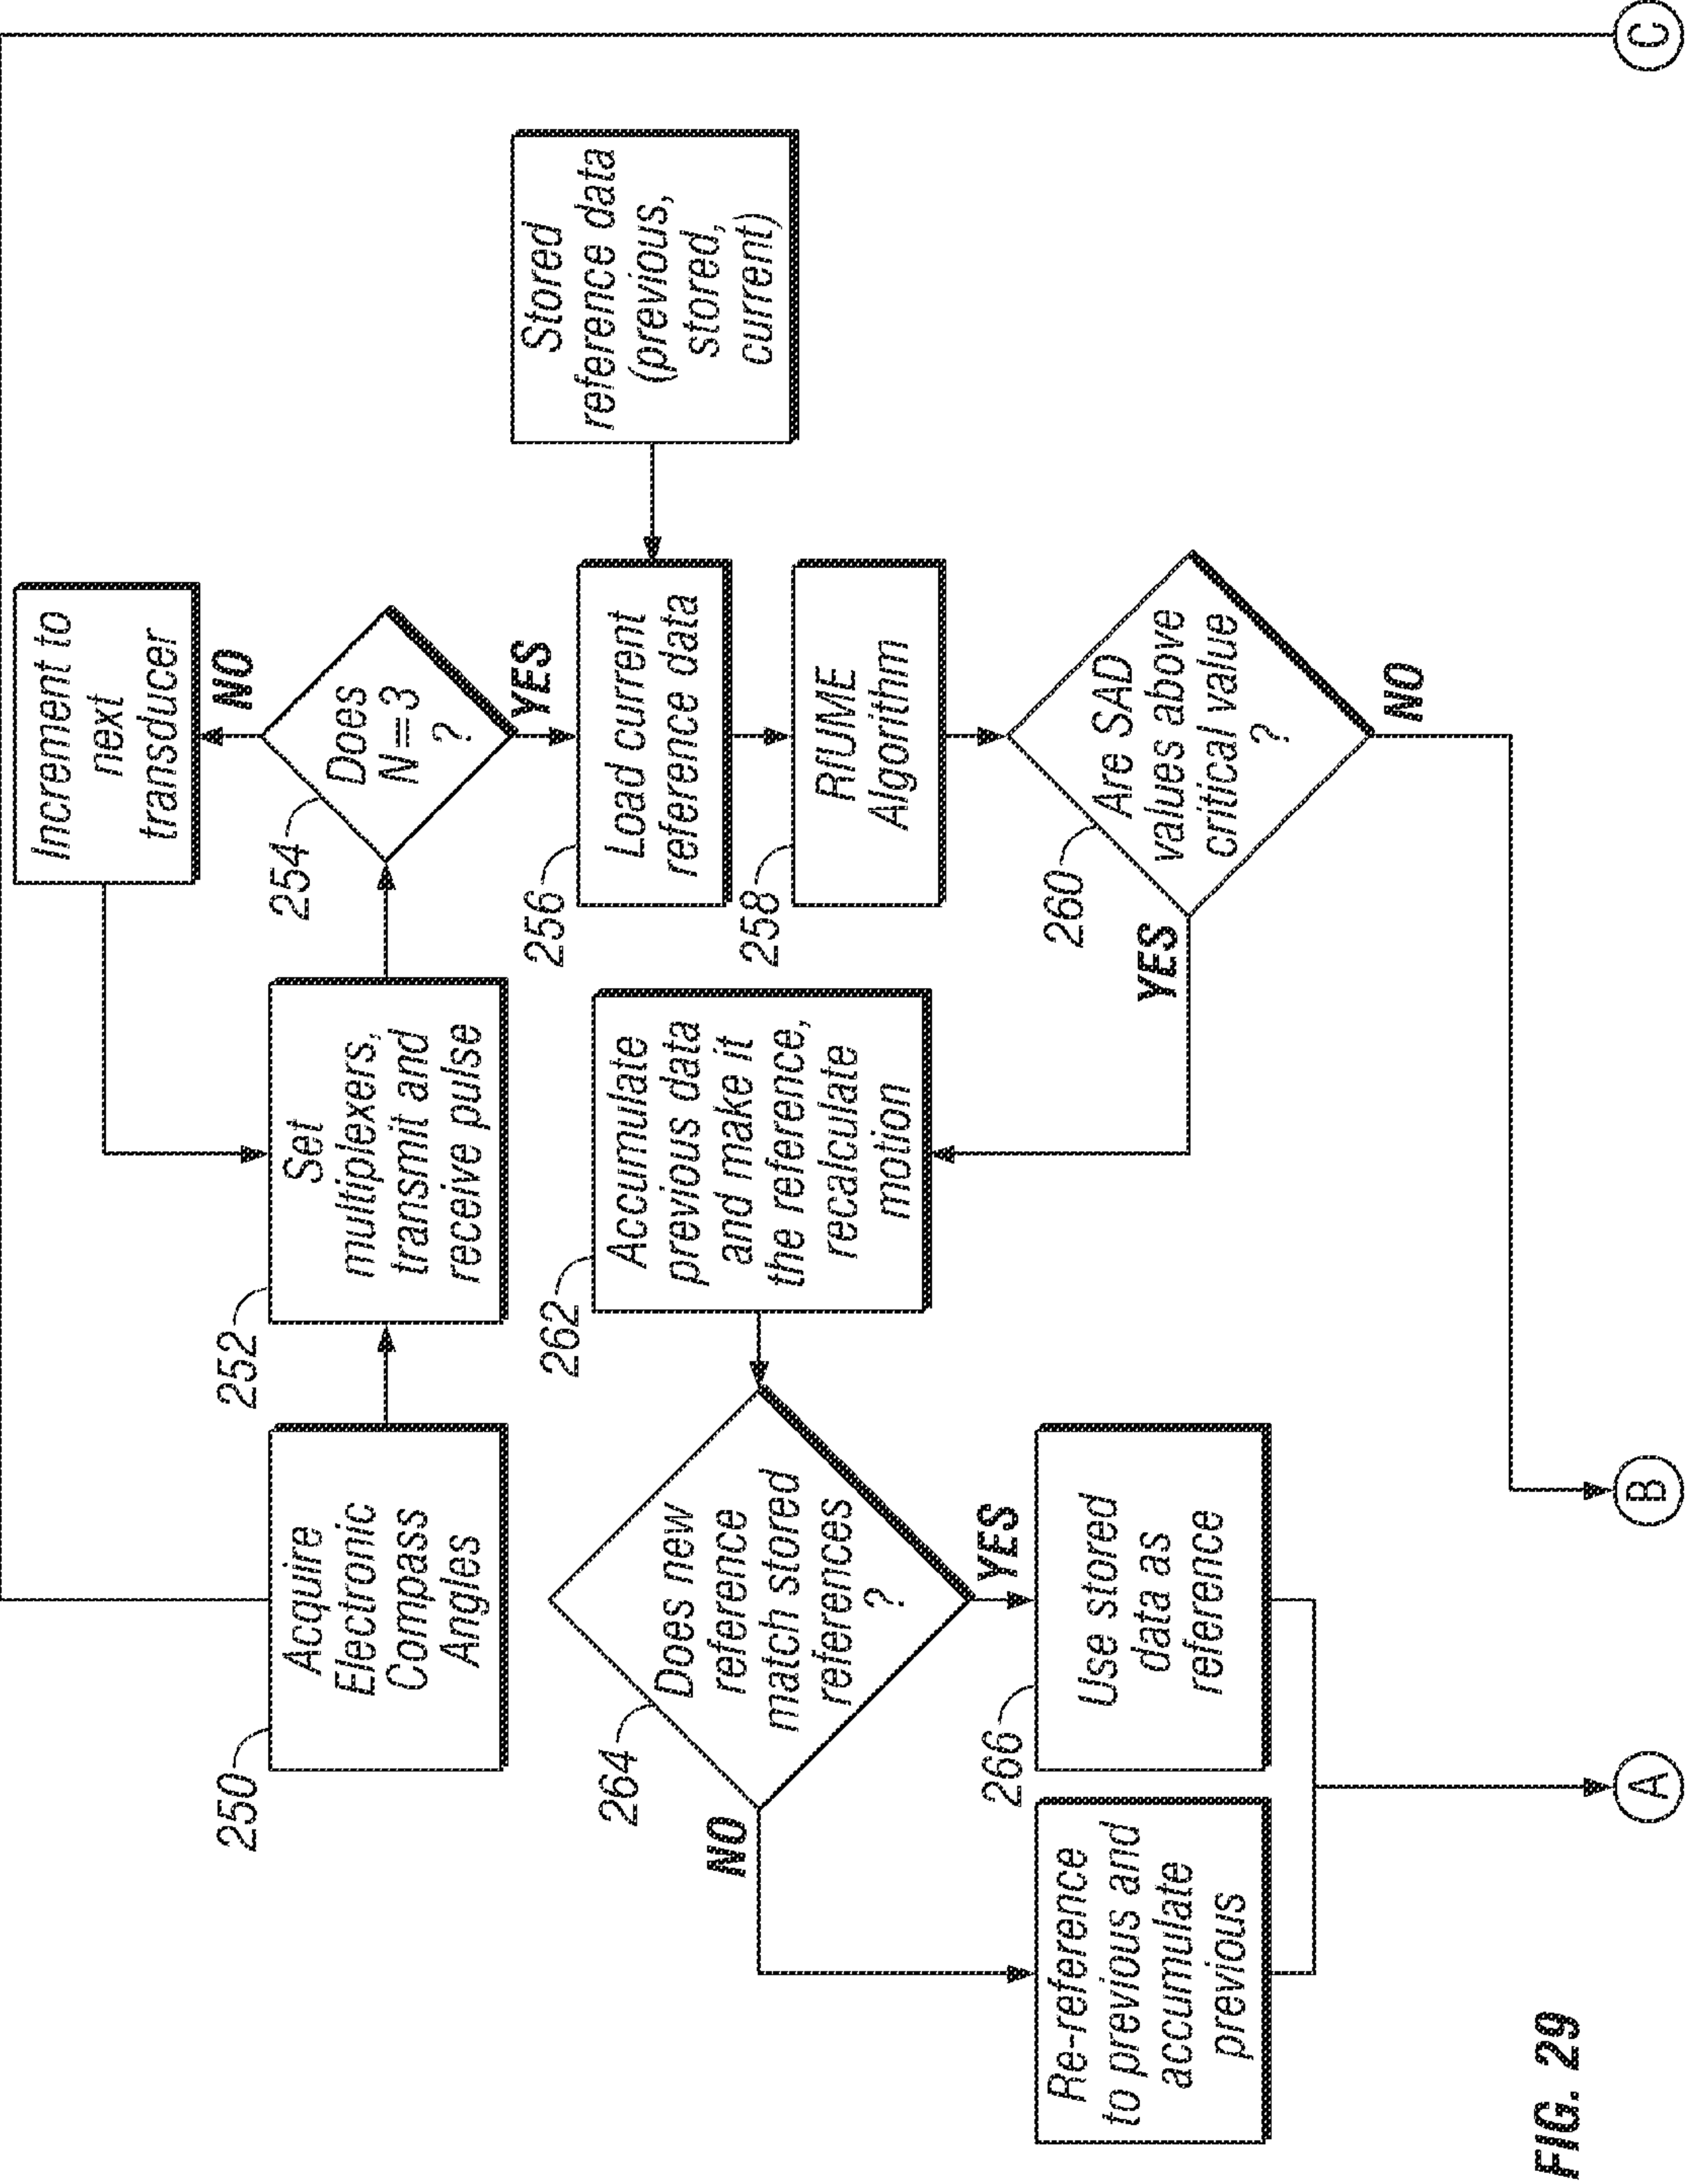 250
Acquire
Electronic
Compass
Angles
252
Set
multiplexers,
transmit and
receive pulse
Increment to
next
transducer
NO
254
Does
N=3
?
YES
256
Load current
reference data
Stored
reference data
(previous,
stored,
current)
258
RIUME
Algorithm
260
Are SAD
values above
critical value
?
YES
NO
262
Accumulate
previous data
and make it
the reference,
recalculate
motion
264
Does new
reference
match stored
references
?
NO
YES
266
Use stored
data as
reference
Re-reference
to previous and
accumulate
previous
A
B
C
FIG. 29